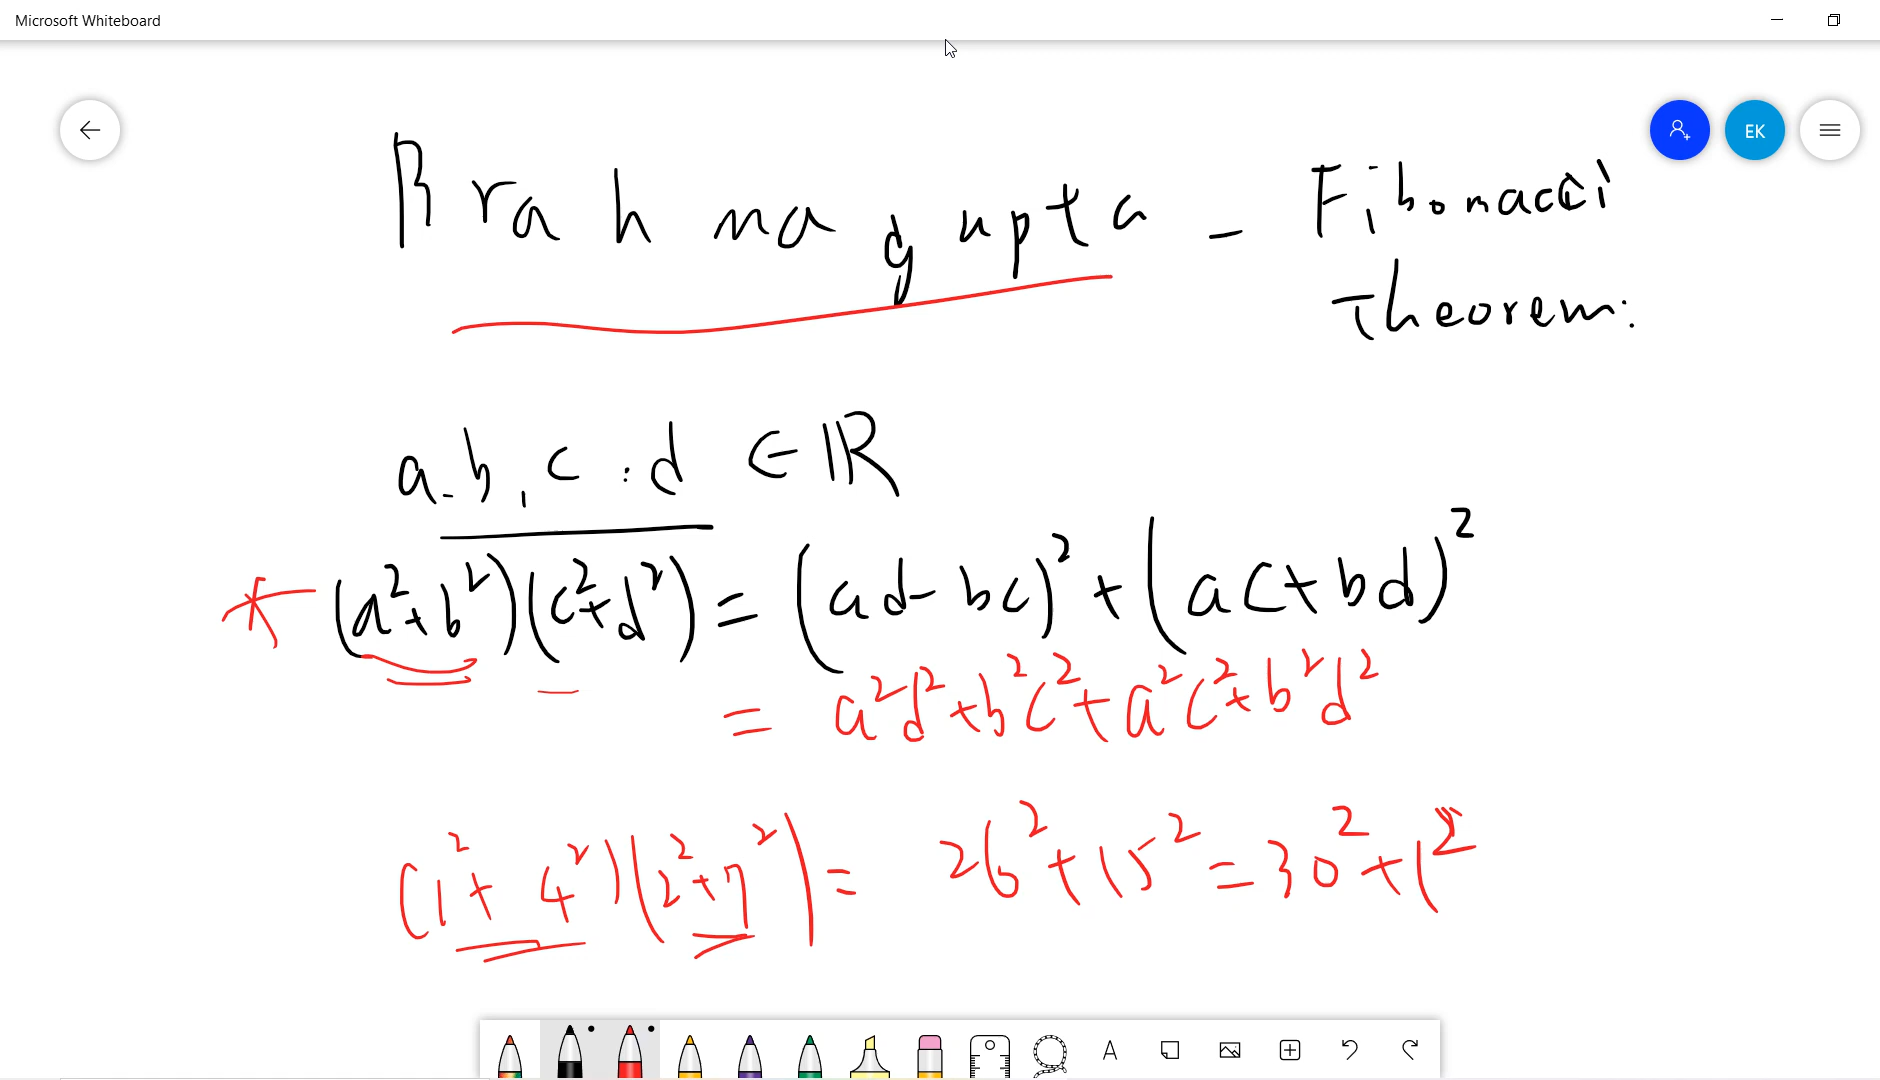 Microsoft Whiteboard
EK
Brahmagupta - Fibonacci
Theorem:
a, b, c, d ∈ ℝ
* (a²+b²)(c²+d²) = (ad-bc)² + (ac+bd)²
= a²d²+b²c²+a²c²+b²d²
(1²+4²)(2²+7²) = 26²+15² = 30²+1²
A